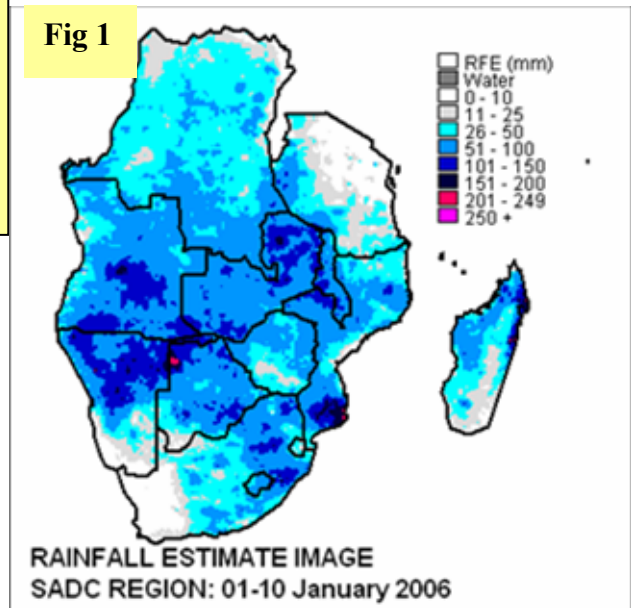 Fig 1
RFE (mm)
Water
0 - 10
11 - 25
26 - 50
51 - 100
101 - 150
151 - 200
201 - 249
250 +
RAINFALL ESTIMATE IMAGE
SADC REGION: 01-10 January 2006